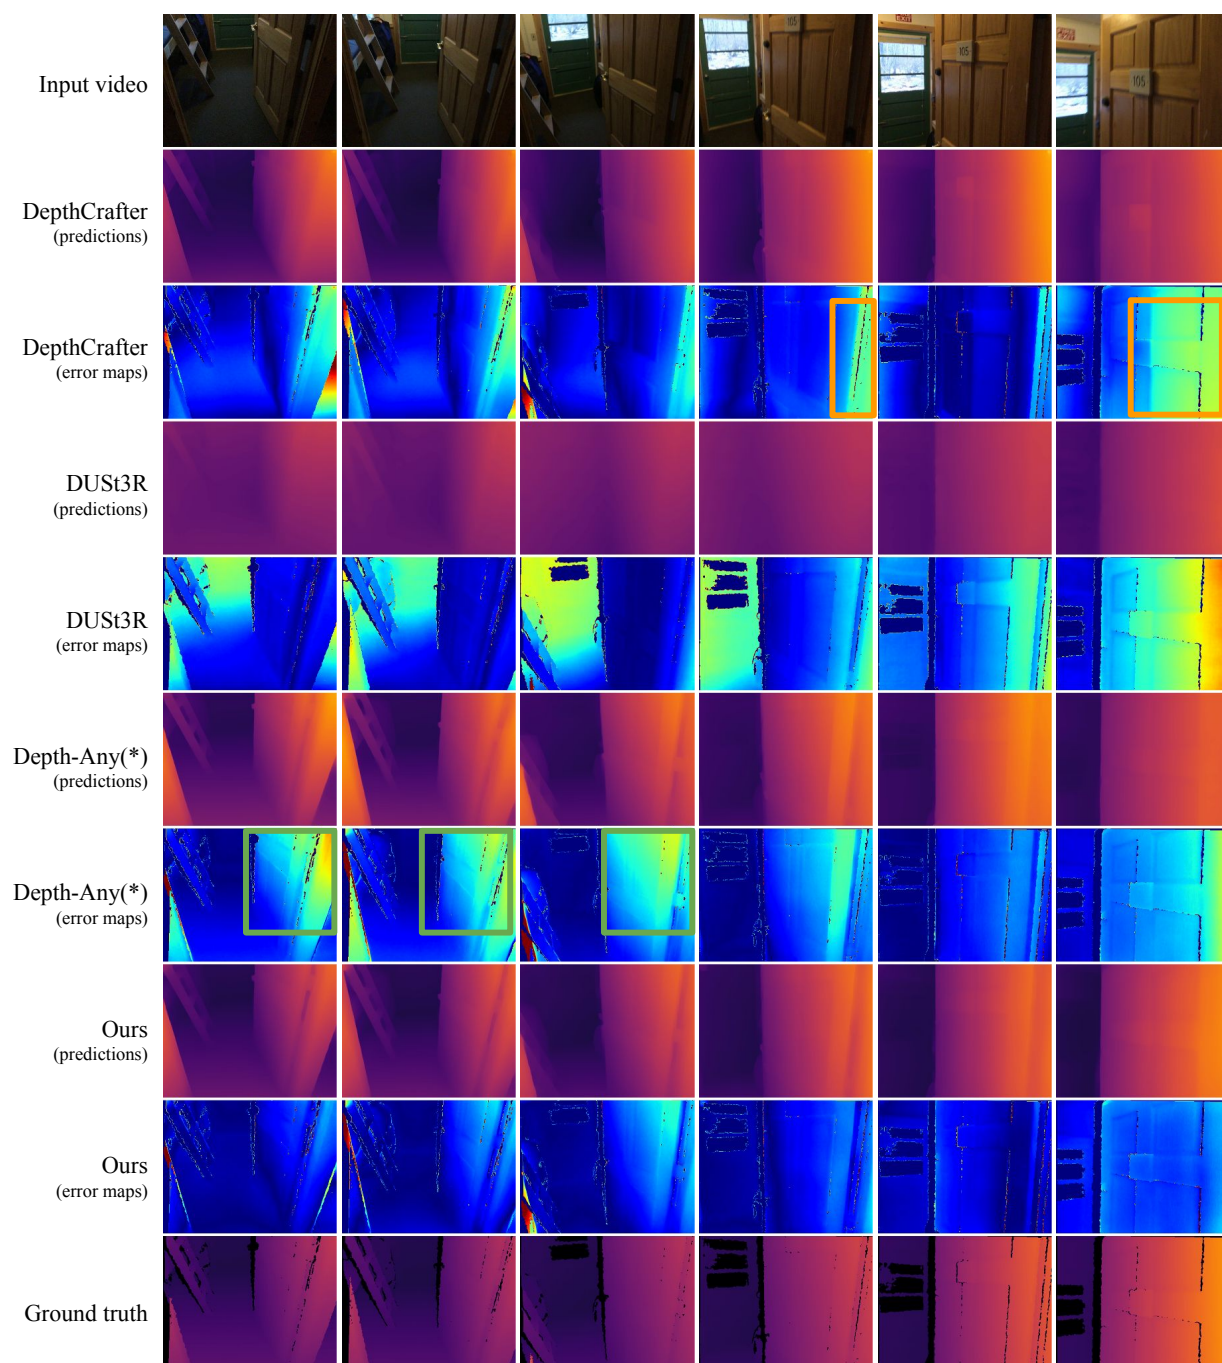 Input video
105
EXIT
105
105
DepthCrafter
(predictions)
DepthCrafter
(error maps)
DUSt3R
(predictions)
DUSt3R
(error maps)
Depth-Any(*)
(predictions)
Depth-Any(*)
(error maps)
Ours
(predictions)
Ours
(error maps)
Ground truth